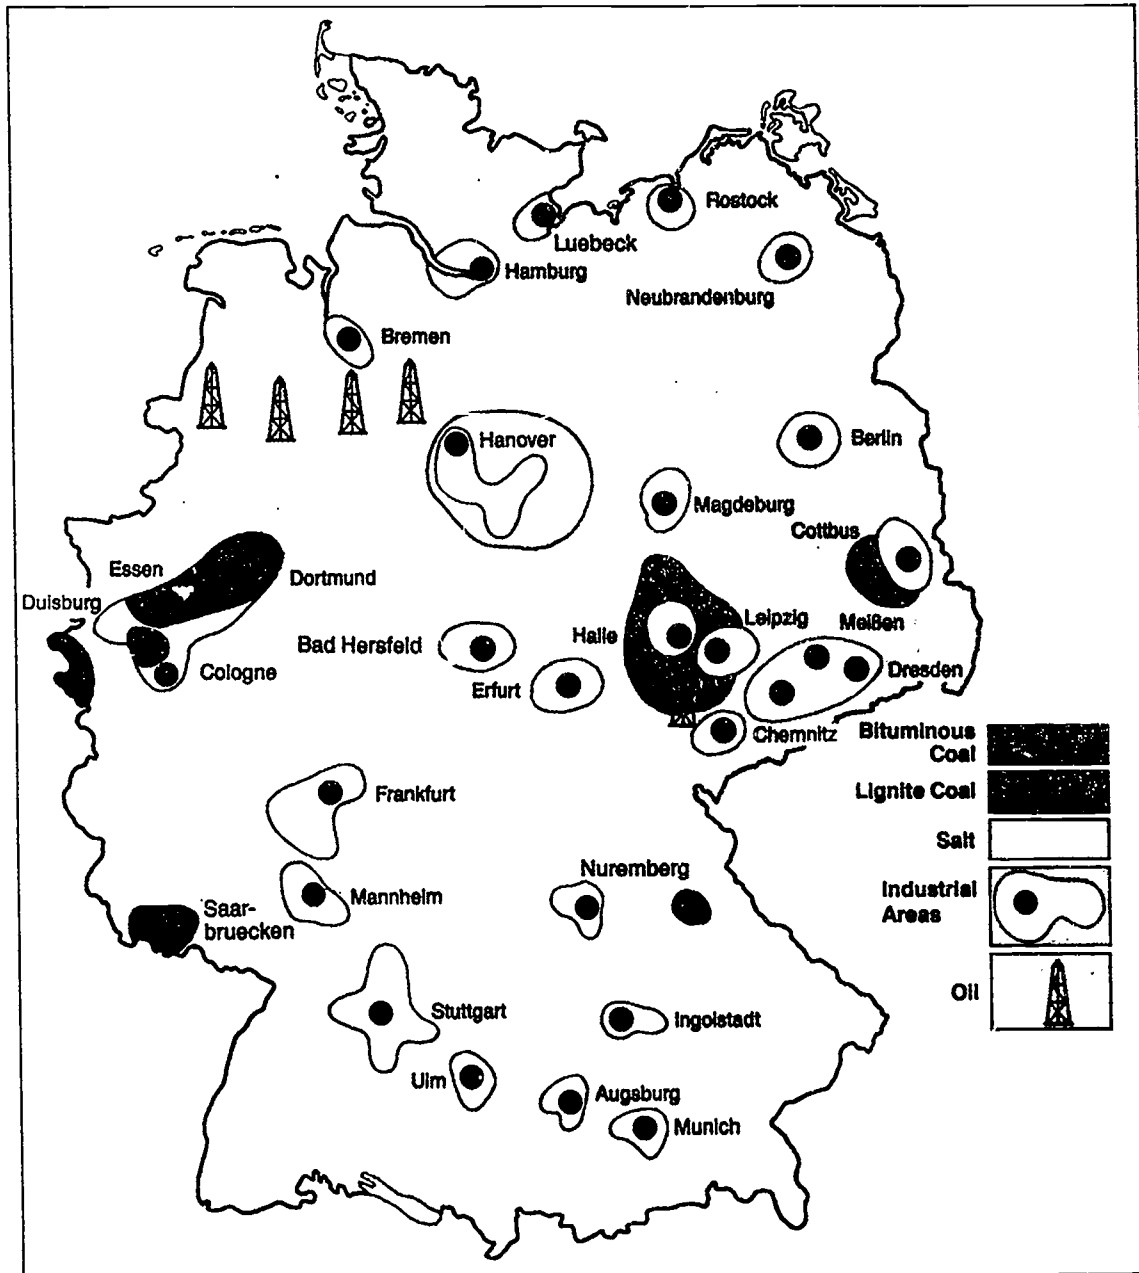 Rostock
Luebeck
Hamburg
Neubrandenburg
Bremen
Hanover
Berlin
Magdeburg
Cottbus
Essen
Dortmund
Duisburg
Leipzig
Meißen
Halle
Bad Hersfeld
Cologne
Dresden
Erfurt
Chemnitz
Bituminous
Coal
Lignite Coal
Frankfurt
Salt
Nuremberg
Industrial
Areas
Mannheim
Saar-
bruecken
Oil
Stuttgart
Ingolstadt
Ulm
Augsburg
Munich